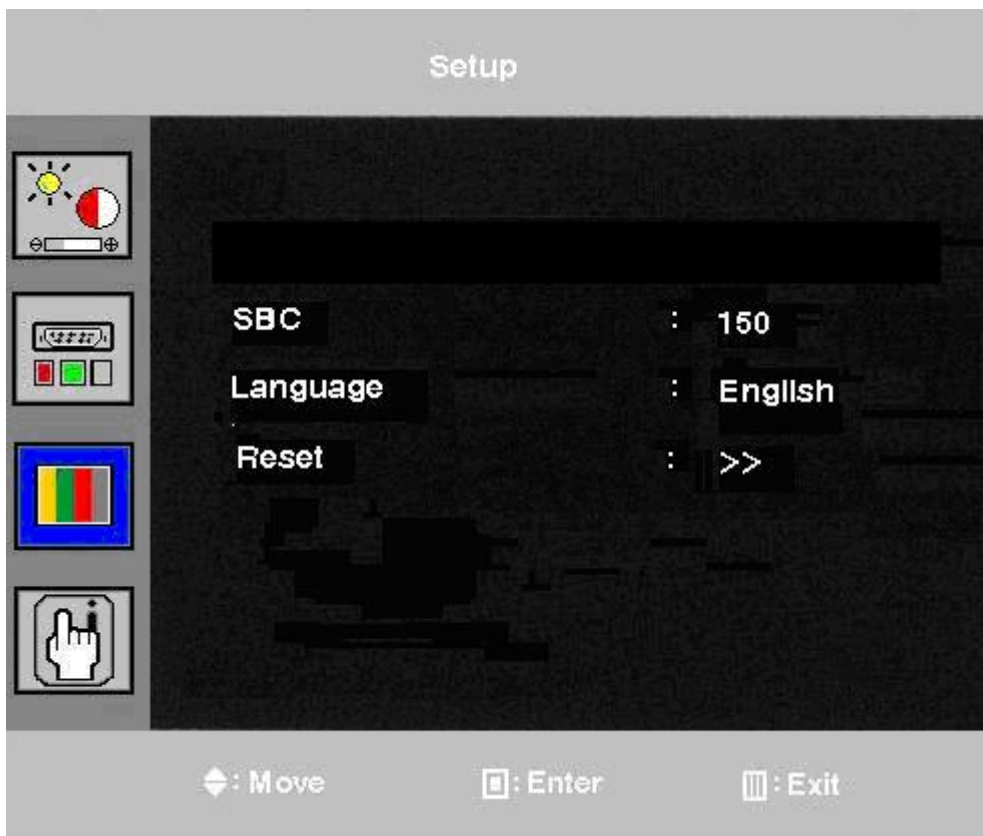 Setup
SBC : 150
Language : English
Reset : >>
: Move : Enter : Exit